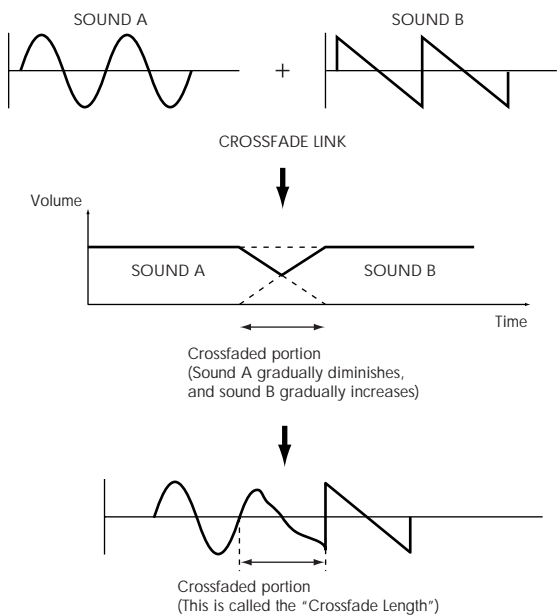 SOUND A
SOUND B
+
CROSSFADE LINK
Volume
SOUND A
SOUND B
Time
Crossfaded portion
(Sound A gradually diminishes,
and sound B gradually increases)
Crossfaded portion
(This is called the “Crossfade Length”)